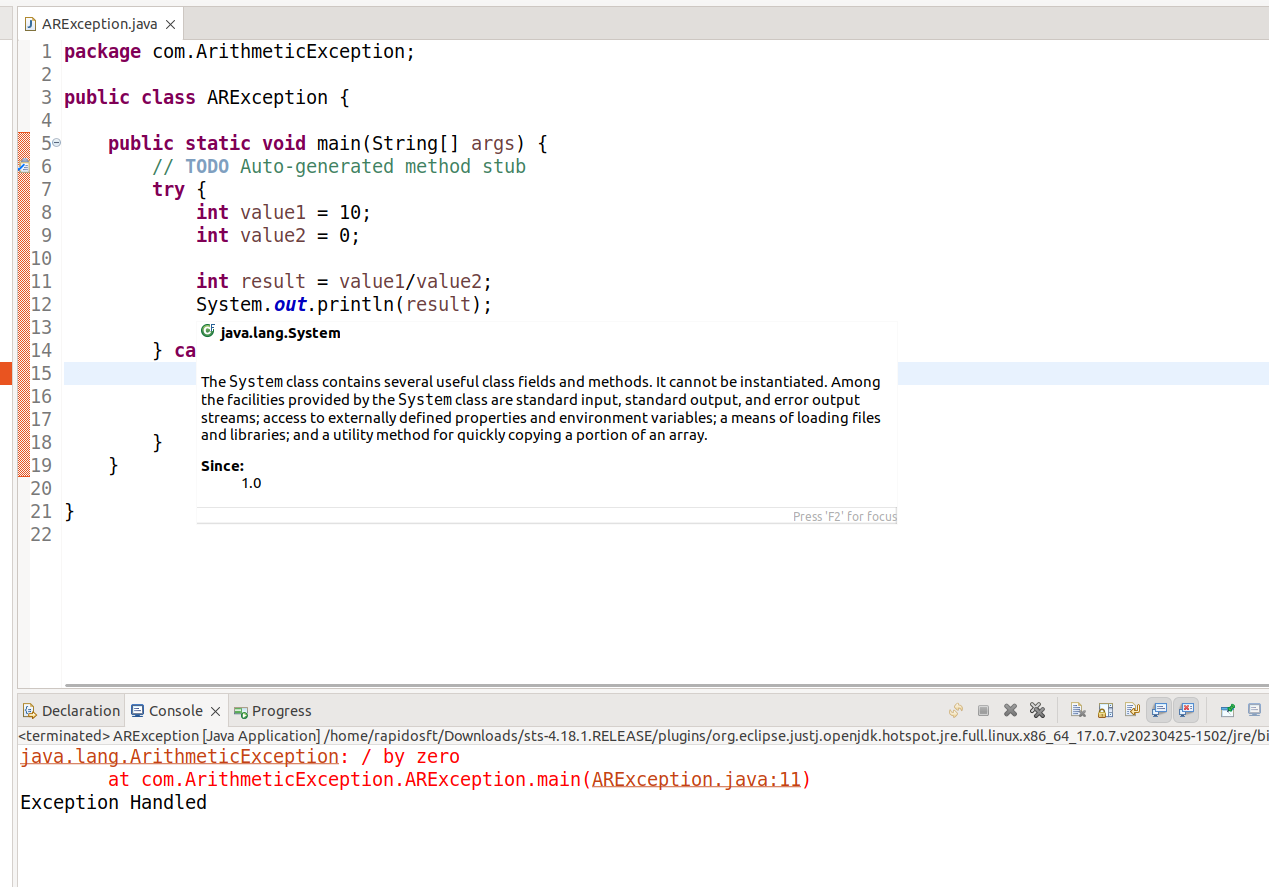 ARException.java
1 package com.ArithmeticException;
2
3 public class ARException {
4
5 public static void main(String[] args) {
6 // TODO Auto-generated method stub
7 try {
8 int value1 = 10;
9 int value2 = 0;
10
11 int result = value1/value2;
12 System.out.println(result);
13
14 } ca
15
16
17
18 }
19 }
20
21 }
22
java.lang.System
The System class contains several useful class fields and methods. It cannot be instantiated. Among
the facilities provided by the System class are standard input, standard output, and error output
streams; access to externally defined properties and environment variables; a means of loading files
and libraries; and a utility method for quickly copying a portion of an array.
Since:
1.0
Press 'F2' for focus
Declaration Console Progress
<terminated> ARException [Java Application] /home/rapidosft/Downloads/sts-4.18.1.RELEASE/plugins/org.eclipse.justj.openjdk.hotspot.jre.full.linux.x86_64_17.0.7.v20230425-1502/jre/bi
java.lang.ArithmeticException: / by zero
at com.ArithmeticException.ARException.main(ARException.java:11)
Exception Handled